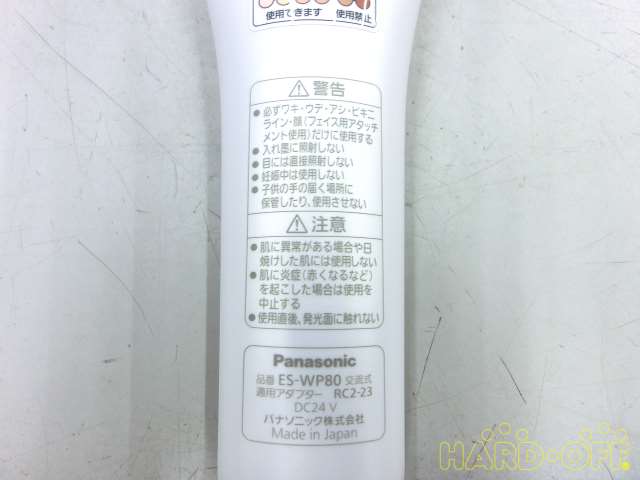 使用できます 使用禁止
警告
●必ずワキ・ウデ・アシ・ビキニ
ライン・顔(フェイス用アタッチ
メント使用)だけに使用する
●入れ墨に照射しない
●目には直接照射しない
●妊娠中は使用しない
●子供の手の届く場所に
保管したり、使用させない
注意
●肌に異常がある場合や日
焼けした肌には使用しない
●肌に炎症(赤くなるなど)
を起こした場合は使用を
中止する
●使用直後、発光面に触れない
Panasonic
品番 ES-WP80 交流式
適用アダプター RC2-23
DC24 V
パナソニック株式会社
Made in Japan
HARD·OFF